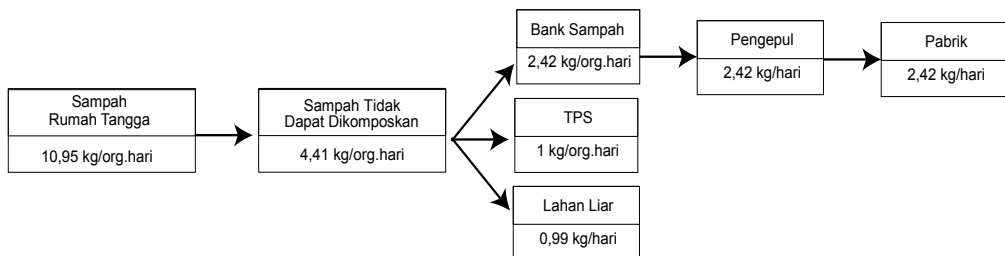 Sampah
Rumah Tangga
10,95 kg/org.hari
Sampah Tidak
Dapat Dikomposkan
4,41 kg/org.hari
Bank Sampah
2,42 kg/org.hari
Pengepul
2,42 kg/hari
Pabrik
2,42 kg/hari
TPS
1 kg/org.hari
Lahan Liar
0,99 kg/hari